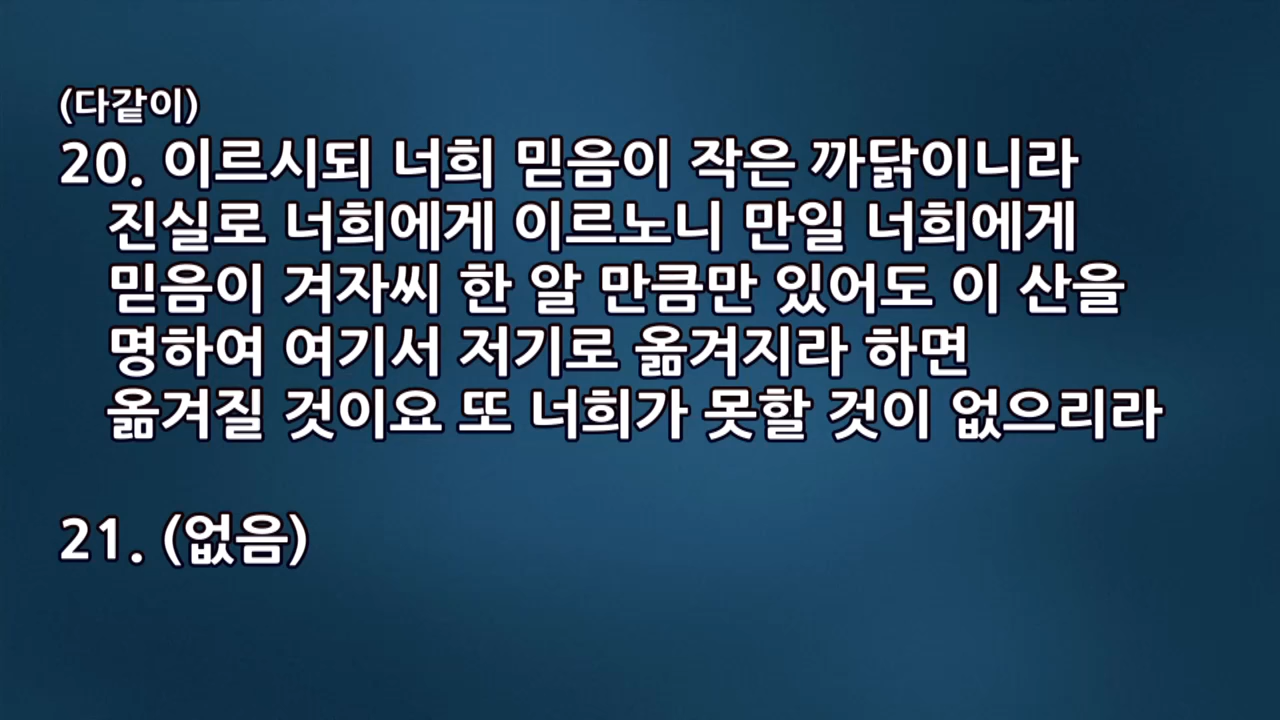 (다같이)
20. 이르시되 너희 믿음이 작은 까닭이니라
진실로 너희에게 이르노니 만일 너희에게
믿음이 겨자씨 한 알 만큼만 있어도 이 산을
명하여 여기서 저기로 옮겨지라 하면
옮겨질 것이요 또 너희가 못할 것이 없으리라
21. (없음)